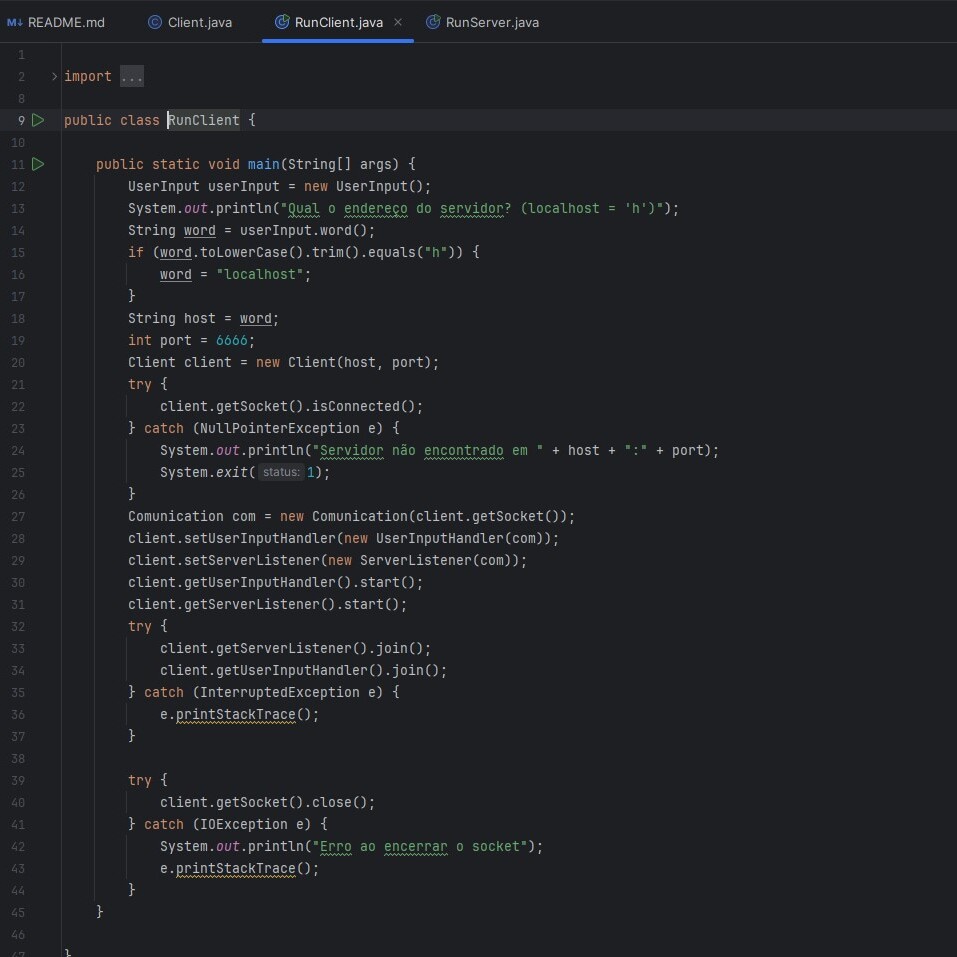 M↓ README.md Client.java RunClient.java × RunServer.java
1
2 > import ...
8
9 public class RunClient {
10
11 public static void main(String[] args) {
12 UserInput userInput = new UserInput();
13 System.out.println("Qual o endereço do servidor? (localhost = 'h')");
14 String word = userInput.word();
15 if (word.toLowerCase().trim().equals("h")) {
16 word = "localhost";
17 }
18 String host = word;
19 int port = 6666;
20 Client client = new Client(host, port);
21 try {
22 client.getSocket().isConnected();
23 } catch (NullPointerException e) {
24 System.out.println("Servidor não encontrado em " + host + ":" + port);
25 System.exit( status: 1);
26 }
27 Comunication com = new Comunication(client.getSocket());
28 client.setUserInputHandler(new UserInputHandler(com));
29 client.setServerListener(new ServerListener(com));
30 client.getUserInputHandler().start();
31 client.getServerListener().start();
32 try {
33 client.getServerListener().join();
34 client.getUserInputHandler().join();
35 } catch (InterruptedException e) {
36 e.printStackTrace();
37 }
38
39 try {
40 client.getSocket().close();
41 } catch (IOException e) {
42 System.out.println("Erro ao encerrar o socket");
43 e.printStackTrace();
44 }
45 }
46
47 }